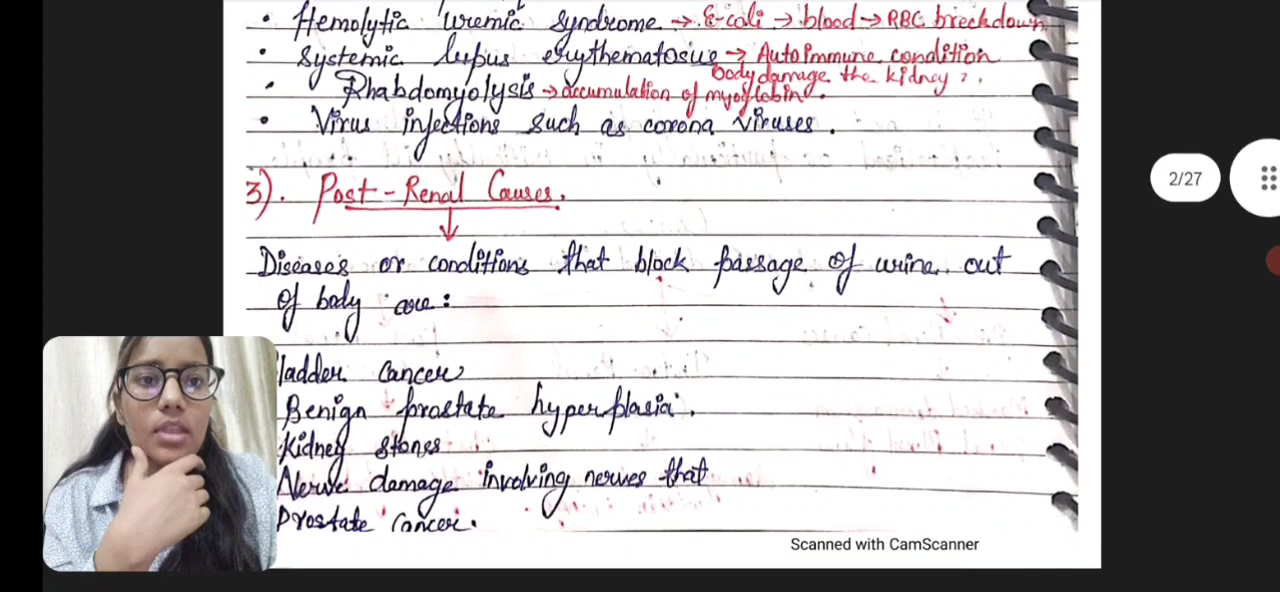 • Hemolytic uremic syndrome → E-coli → blood → RBC breakdown
• Systemic lupus erythematosus → Autoimmune condition
body damage the kidney
• Rhabdomyolysis → accumulation of myoglobin.
• Virus infections such as corona viruses.
3). Post-Renal Causes.
↓
Diseases or conditions that block passage of urine out
of body are:
ladder cancer
Benign prostate hyperplasia.
Kidney stones
Nerve damage involving nerves that
Prostate cancer.
Scanned with CamScanner
2/27